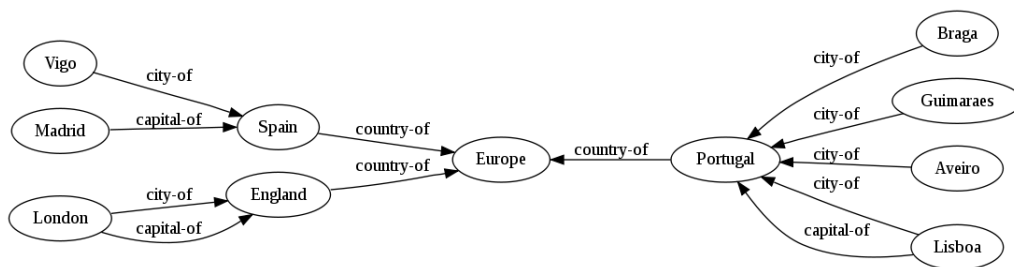 Vigo
city-of
Madrid
capital-of
Spain
country-of
London
city-of
capital-of
England
country-of
Europe
country-of
Portugal
Braga
city-of
Guimaraes
city-of
Aveiro
city-of
Lisboa
city-of
capital-of